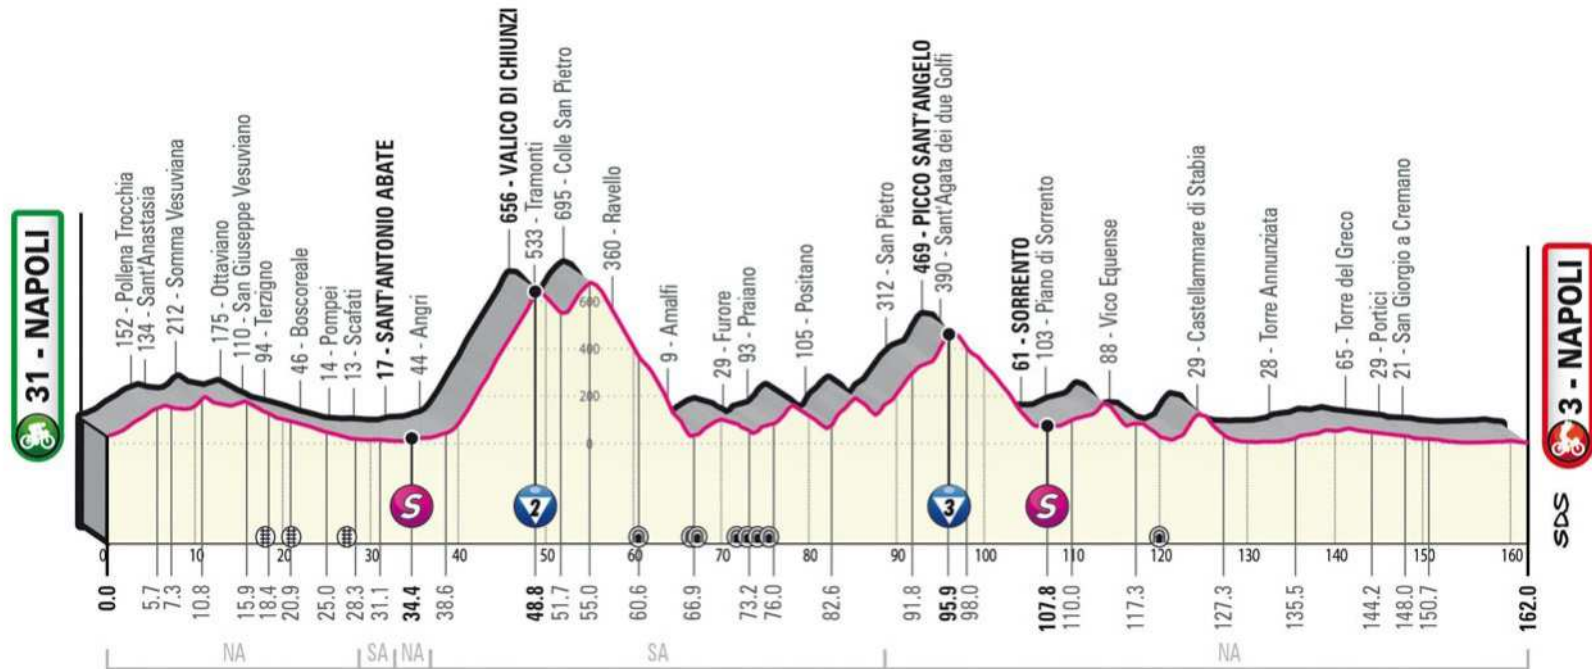 31 - NAPOLI
152 - Pollena Trocchia
134 - Sant'Anastasia
212 - Somma Vesuviana
175 - Ottaviano
110 - San Giuseppe Vesuviano
94 - Terzigno
46 - Boscoreale
14 - Pompei
13 - Scafati
17 - SANT'ANTONIO ABATE
44 - Angri
656 - VALICO DI CHIUNZI
533 - Tramonti
695 - Colle San Pietro
360 - Ravello
9 - Amalfi
29 - Furore
93 - Praiano
105 - Positano
312 - San Pietro
469 - PICCO SANT'ANGELO
390 - Sant'Agata dei due Golfi
61 - SORRENTO
103 - Piano di Sorrento
88 - Vico Equense
29 - Castellammare di Stabia
28 - Torre Annunziata
65 - Torre del Greco
29 - Portici
21 - San Giorgio a Cremano
3 - NAPOLI
600
400
200
0
S
2
3
S
SDS
0 10 20 30 40 50 60 70 80 90 100 110 120 130 140 150 160
0.0 5.7 7.3 10.8 15.9 18.4 20.9 25.0 28.3 31.1 34.4 38.6 48.8 51.7 55.0 60.6 66.9 73.2 76.0 82.6 91.8 95.9 98.0 107.8 110.0 117.3 127.3 135.5 144.2 148.0 150.7 162.0
NA SA NA SA NA